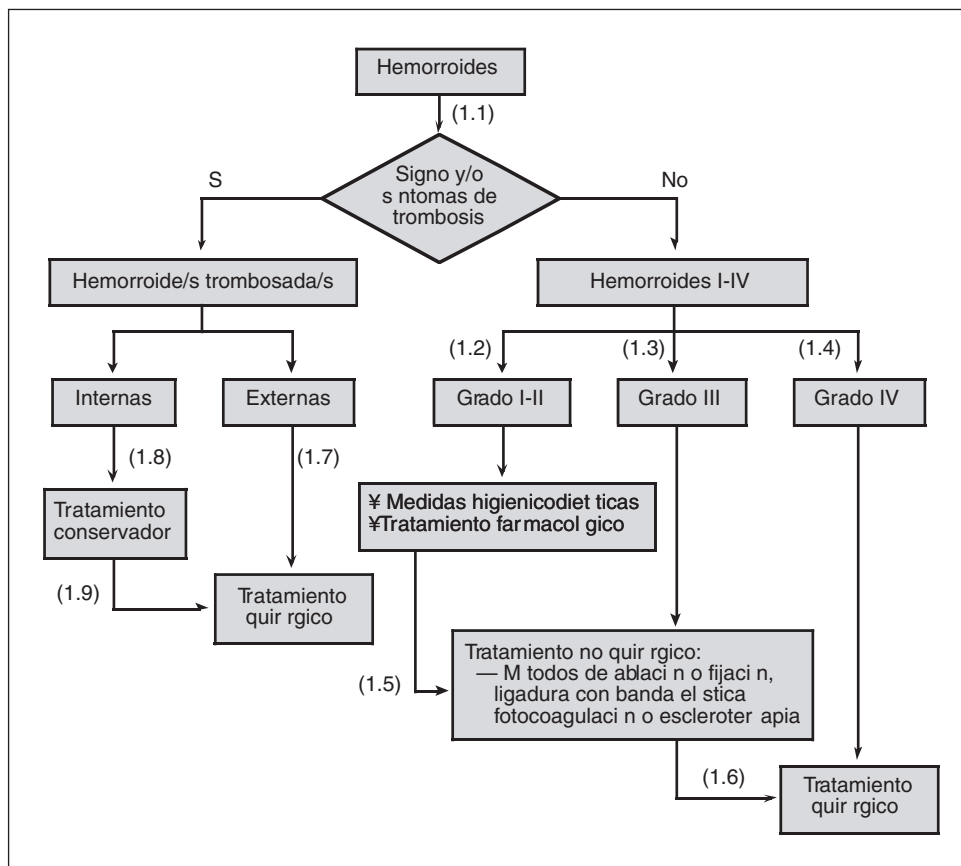 Hemorroides
(1.1)
Signo y/o
s ntomas de
trombosis
S
No
Hemorroide/s trombosada/s
Hemorroides I-IV
(1.2)
(1.3)
(1.4)
Internas
Externas
Grado I-II
Grado III
Grado IV
(1.8)
(1.7)
¥ Medidas higienicodiet ticas
¥Tratamiento farmacol gico
Tratamiento
conservador
(1.9)
Tratamiento
quir rgico
(1.5)
Tratamiento no quir rgico:
— M todos de ablaci n o fijaci n,
ligadura con banda el stica
fotocoagulaci n o escleroter apia
(1.6)
Tratamiento
quir rgico